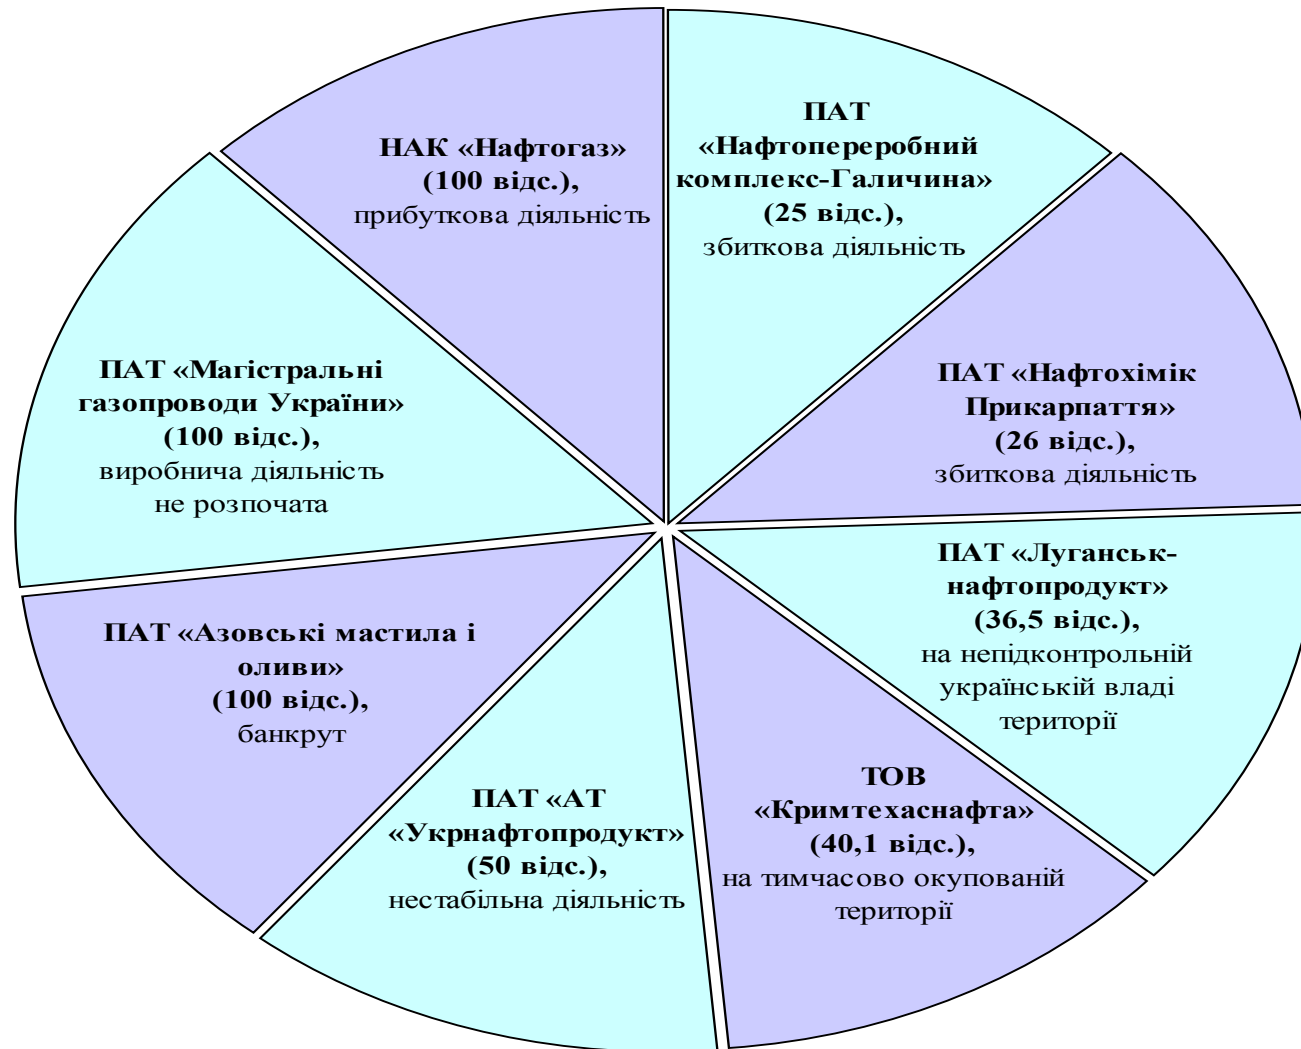 НАК «Нафтогаз»
(100 відс.),
прибуткова діяльність
ПАТ
«Нафтопереробний
комплекс-Галичина»
(25 відс.),
збиткова діяльність
ПАТ «Нафтохімік
Прикарпаття»
(26 відс.),
збиткова діяльність
ПАТ «Луганськ-
нафтопродукт»
(36,5 відс.),
на непідконтрольній
українській владі
території
ТОВ
«Кримтехаснафта»
(40,1 відс.),
на тимчасово окупованій
території
ПАТ «АТ
«Укрнафтопродукт»
(50 відс.),
нестабільна діяльність
ПАТ «Азовські мастила і
оливи»
(100 відс.),
банкрут
ПАТ «Магістральні
газопроводи України»
(100 відс.),
виробнича діяльність
не розпочата